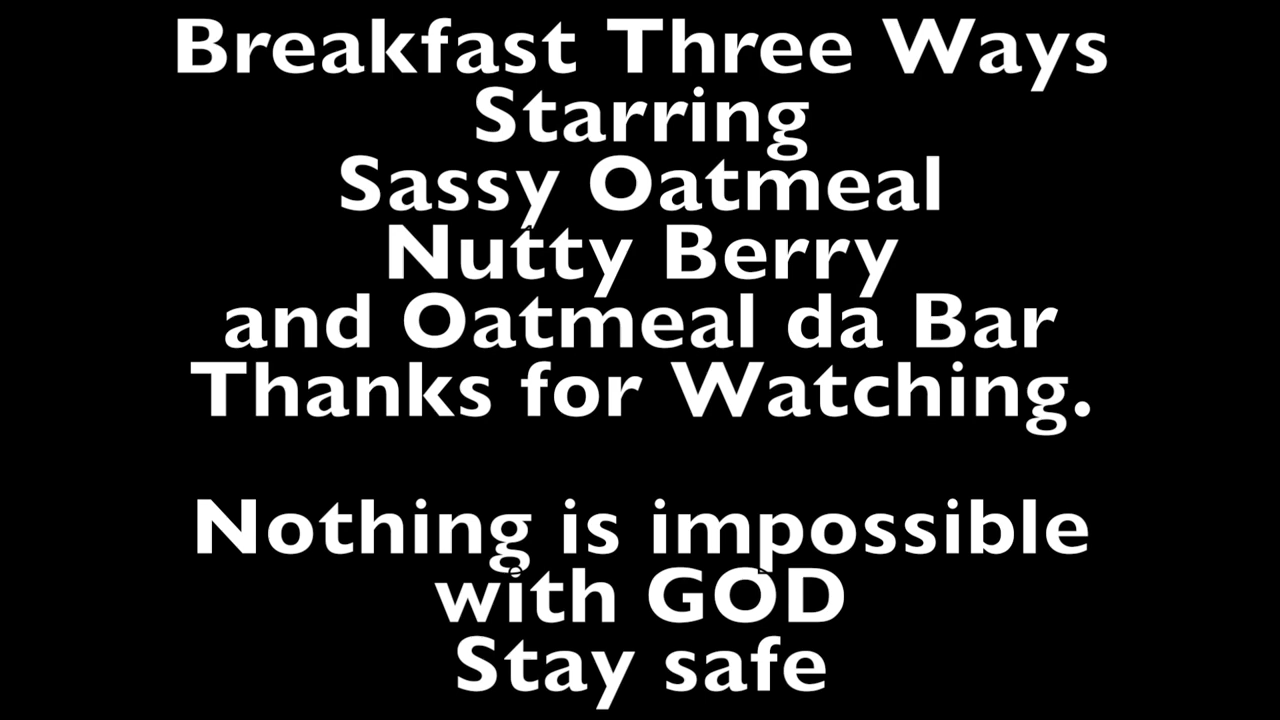 Breakfast Three Ways
Starring
Sassy Oatmeal
Nutty Berry
and Oatmeal da Bar
Thanks for Watching.
Nothing is impossible
with GOD
Stay safe